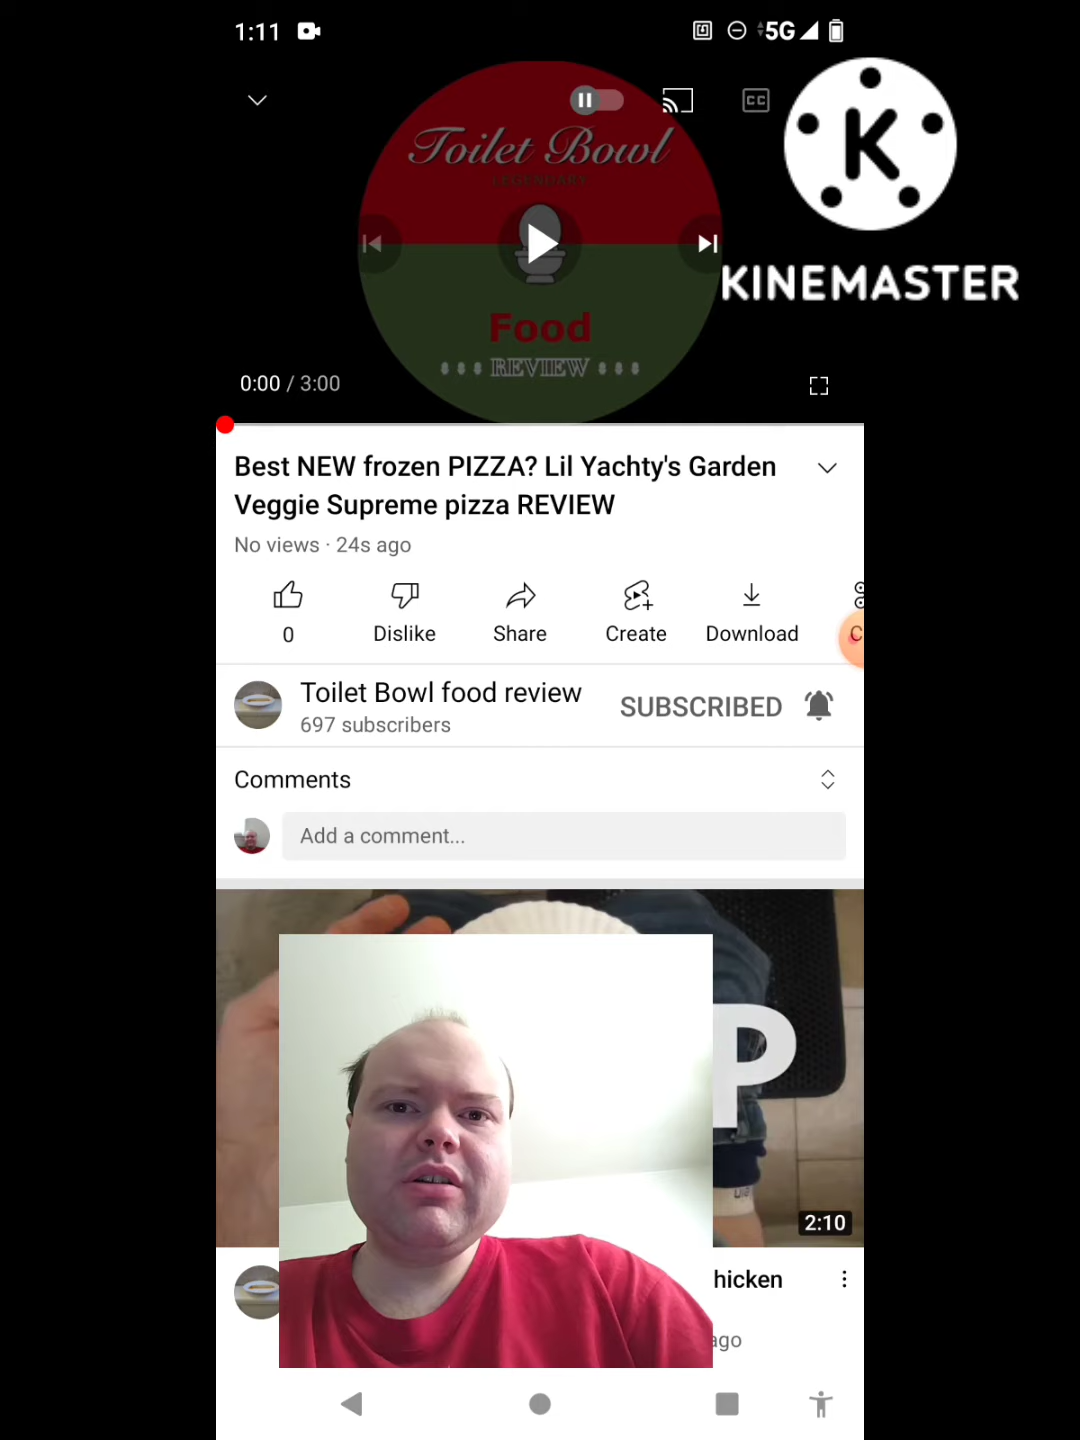 1:11
5G
CC
K
KINEMASTER
Toilet Bowl
LEGENDARY
Food
REVIEW
0:00 / 3:00
Best NEW frozen PIZZA? Lil Yachty's Garden
Veggie Supreme pizza REVIEW
No views · 24s ago
0
Dislike
Share
Create
Download
C
Toilet Bowl food review
697 subscribers
SUBSCRIBED
Comments
Add a comment...
P
2:10
hicken
ago